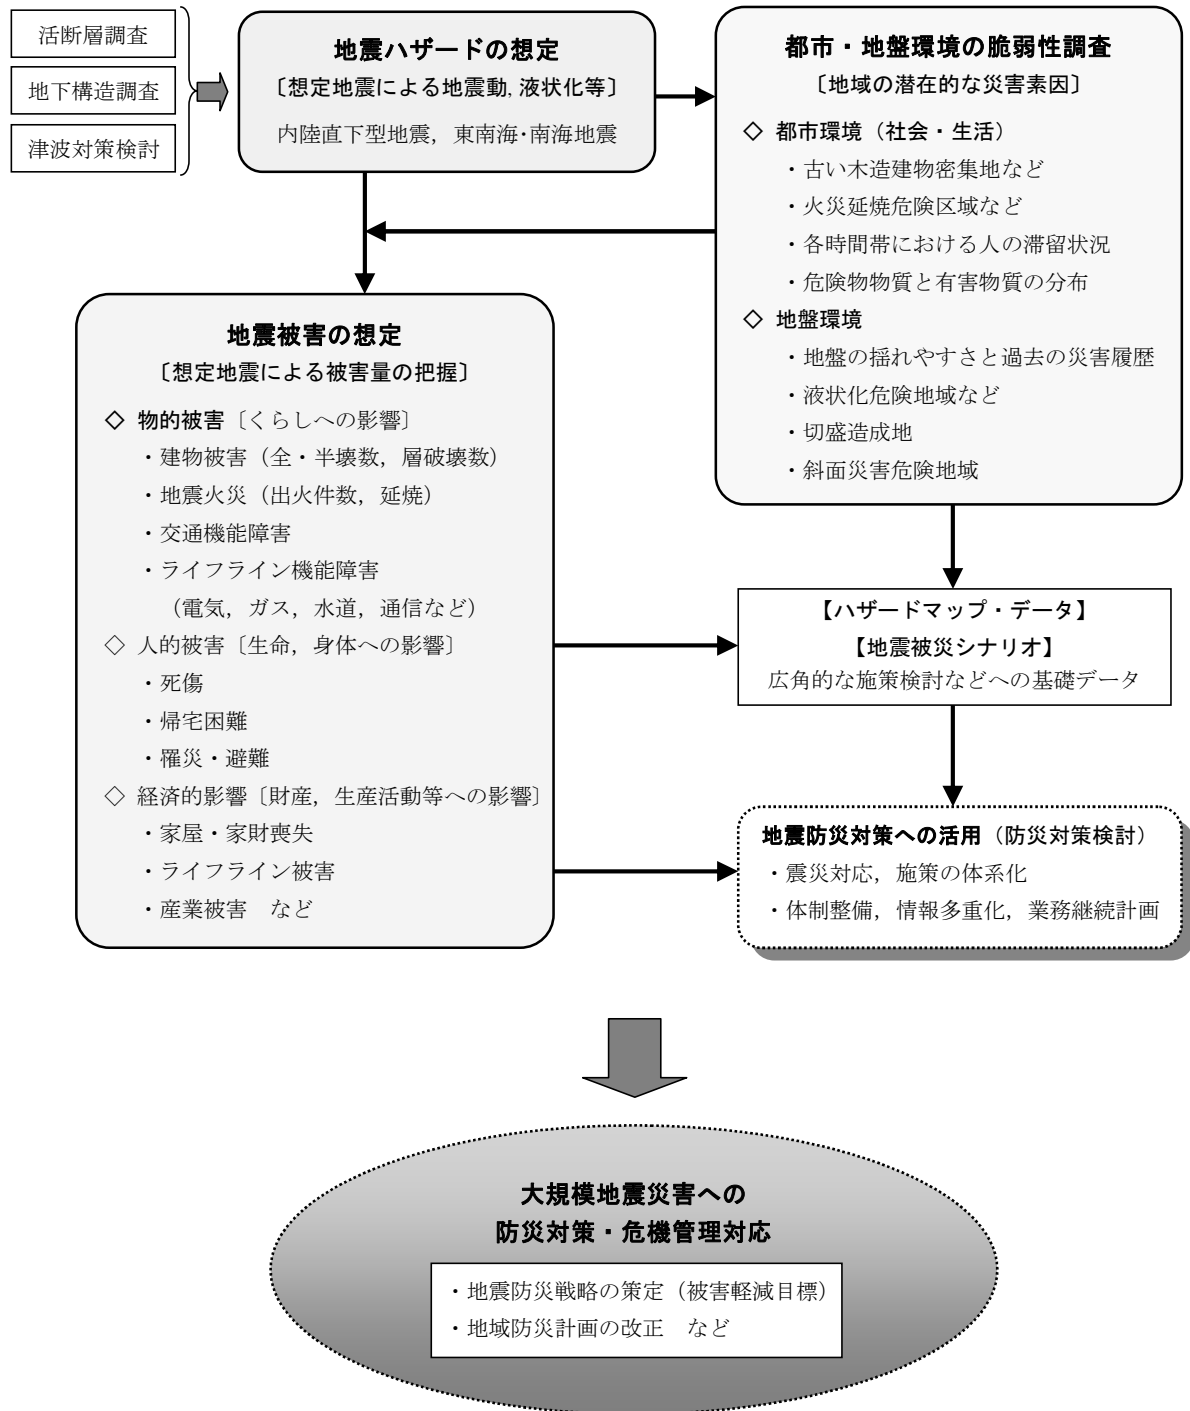 活断層調査
地下構造調査
津波対策検討
地震ハザードの想定
〔想定地震による地震動,液状化等〕
内陸直下型地震，東南海・南海地震
都市・地盤環境の脆弱性調査
〔地域の潜在的な災害素因〕
◇ 都市環境（社会・生活）
・古い木造建物密集地など
・火災延焼危険区域など
・各時間帯における人の滞留状況
・危険物物質と有害物質の分布
◇ 地盤環境
・地盤の揺れやすさと過去の災害履歴
・液状化危険地域など
・切盛造成地
・斜面災害危険地域
地震被害の想定
〔想定地震による被害量の把握〕
◇ 物的被害〔くらしへの影響〕
・建物被害（全・半壊数，層破壊数）
・地震火災（出火件数，延焼）
・交通機能障害
・ライフライン機能障害
（電気，ガス，水道，通信など）
◇ 人的被害〔生命，身体への影響〕
・死傷
・帰宅困難
・罹災・避難
◇ 経済的影響〔財産，生産活動等への影響〕
・家屋・家財喪失
・ライフライン被害
・産業被害　など
【ハザードマップ・データ】
【地震被災シナリオ】
広角的な施策検討などへの基礎データ
地震防災対策への活用（防災対策検討）
・震災対応，施策の体系化
・体制整備，情報多重化，業務継続計画
大規模地震災害への
防災対策・危機管理対応
・地震防災戦略の策定（被害軽減目標）
・地域防災計画の改正　など